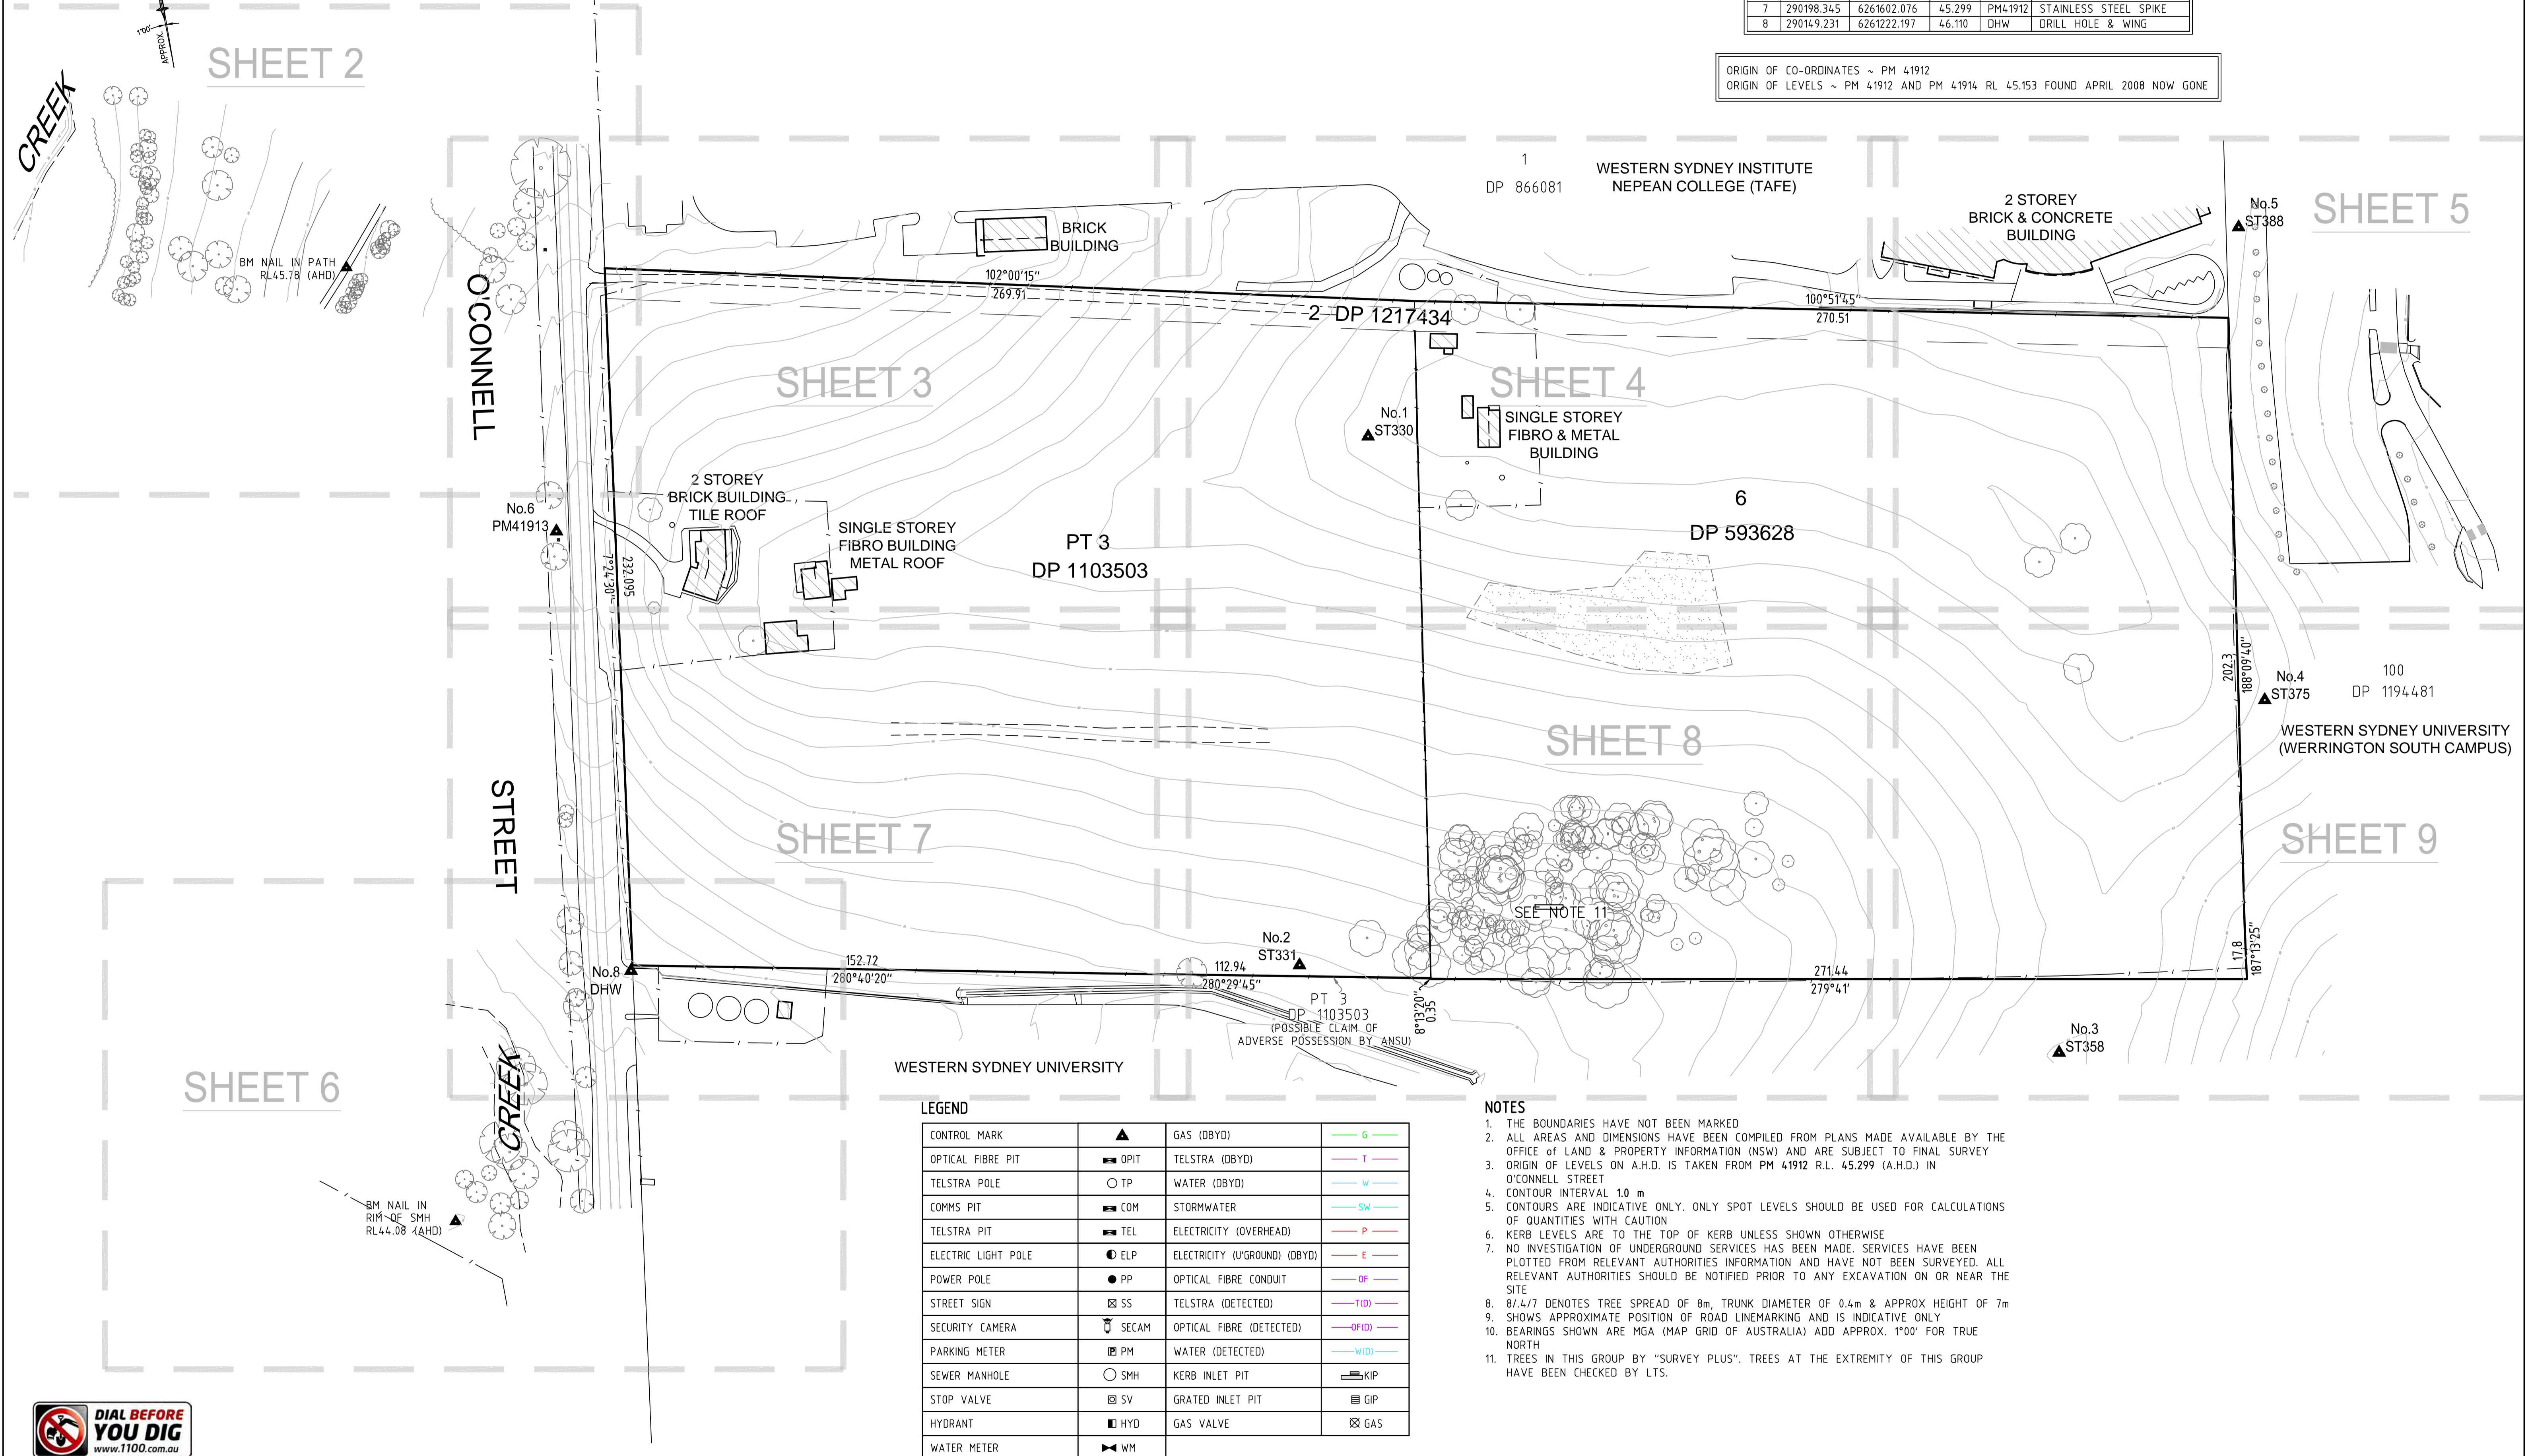 7 290198.345 6261602.076 45.299 PM41912 STAINLESS STEEL SPIKE
8 290149.231 6261222.197 46.110 DHW DRILL HOLE & WING
ORIGIN OF CO-ORDINATES ~ PM 41912
ORIGIN OF LEVELS ~ PM 41912 AND PM 41914 RL 45.153 FOUND APRIL 2008 NOW GONE
1°00'
APPROX.
SHEET 2
CREEK
BM NAIL IN PATH
RL45.78 (AHD)
O'CONNELL
STREET
BRICK
BUILDING
1
DP 866081
WESTERN SYDNEY INSTITUTE
NEPEAN COLLEGE (TAFE)
2 STOREY
BRICK & CONCRETE
BUILDING
No.5
ST388
SHEET 5
102°00'15"
269.91
2 DP 1217434
100°51'45"
270.51
SHEET 3
SHEET 4
No.1
ST330
SINGLE STOREY
FIBRO & METAL
BUILDING
2 STOREY
BRICK BUILDING
TILE ROOF
No.6
PM41913
SINGLE STOREY
FIBRO BUILDING
METAL ROOF
7°24'30"
232.095
PT 3
DP 1103503
6
DP 593628
202.3
188°09'40"
No.4
ST375
100
DP 1194481
WESTERN SYDNEY UNIVERSITY
(WERRINGTON SOUTH CAMPUS)
SHEET 8
SHEET 7
SHEET 9
SEE NOTE 11
No.8
DHW
152.72
280°40'20"
112.94
280°29'45"
No.2
ST331
271.44
279°41'
17.8
187°13'25"
8°13'20"
0.35
PT 3
DP 1103503
(POSSIBLE CLAIM OF
ADVERSE POSSESSION BY ANSU)
No.3
ST358
WESTERN SYDNEY UNIVERSITY
SHEET 6
CREEK
BM NAIL IN
RIM OF SMH
RL44.08 (AHD)
LEGEND
CONTROL MARK GAS (DBYD) G
OPTICAL FIBRE PIT OPIT TELSTRA (DBYD) T
TELSTRA POLE TP WATER (DBYD) W
COMMS PIT COM STORMWATER SW
TELSTRA PIT TEL ELECTRICITY (OVERHEAD) P
ELECTRIC LIGHT POLE ELP ELECTRICITY (U'GROUND) (DBYD) E
POWER POLE PP OPTICAL FIBRE CONDUIT OF
STREET SIGN SS TELSTRA (DETECTED) T(D)
SECURITY CAMERA SECAM OPTICAL FIBRE (DETECTED) OF(D)
PARKING METER P PM WATER (DETECTED) W(D)
SEWER MANHOLE SMH KERB INLET PIT KIP
STOP VALVE SV GRATED INLET PIT GIP
HYDRANT HYD GAS VALVE GAS
WATER METER WM
NOTES
1. THE BOUNDARIES HAVE NOT BEEN MARKED
2. ALL AREAS AND DIMENSIONS HAVE BEEN COMPILED FROM PLANS MADE AVAILABLE BY THE
OFFICE of LAND & PROPERTY INFORMATION (NSW) AND ARE SUBJECT TO FINAL SURVEY
3. ORIGIN OF LEVELS ON A.H.D. IS TAKEN FROM PM 41912 R.L. 45.299 (A.H.D.) IN
O'CONNELL STREET
4. CONTOUR INTERVAL 1.0 m
5. CONTOURS ARE INDICATIVE ONLY. ONLY SPOT LEVELS SHOULD BE USED FOR CALCULATIONS
OF QUANTITIES WITH CAUTION
6. KERB LEVELS ARE TO THE TOP OF KERB UNLESS SHOWN OTHERWISE
7. NO INVESTIGATION OF UNDERGROUND SERVICES HAS BEEN MADE. SERVICES HAVE BEEN
PLOTTED FROM RELEVANT AUTHORITIES INFORMATION AND HAVE NOT BEEN SURVEYED. ALL
RELEVANT AUTHORITIES SHOULD BE NOTIFIED PRIOR TO ANY EXCAVATION ON OR NEAR THE
SITE
8. 8/.4/7 DENOTES TREE SPREAD OF 8m, TRUNK DIAMETER OF 0.4m & APPROX HEIGHT OF 7m
9. SHOWS APPROXIMATE POSITION OF ROAD LINEMARKING AND IS INDICATIVE ONLY
10. BEARINGS SHOWN ARE MGA (MAP GRID OF AUSTRALIA) ADD APPROX. 1°00' FOR TRUE
NORTH
11. TREES IN THIS GROUP BY "SURVEY PLUS". TREES AT THE EXTREMITY OF THIS GROUP
HAVE BEEN CHECKED BY LTS.
DIAL BEFORE
YOU DIG
www.1100.com.au